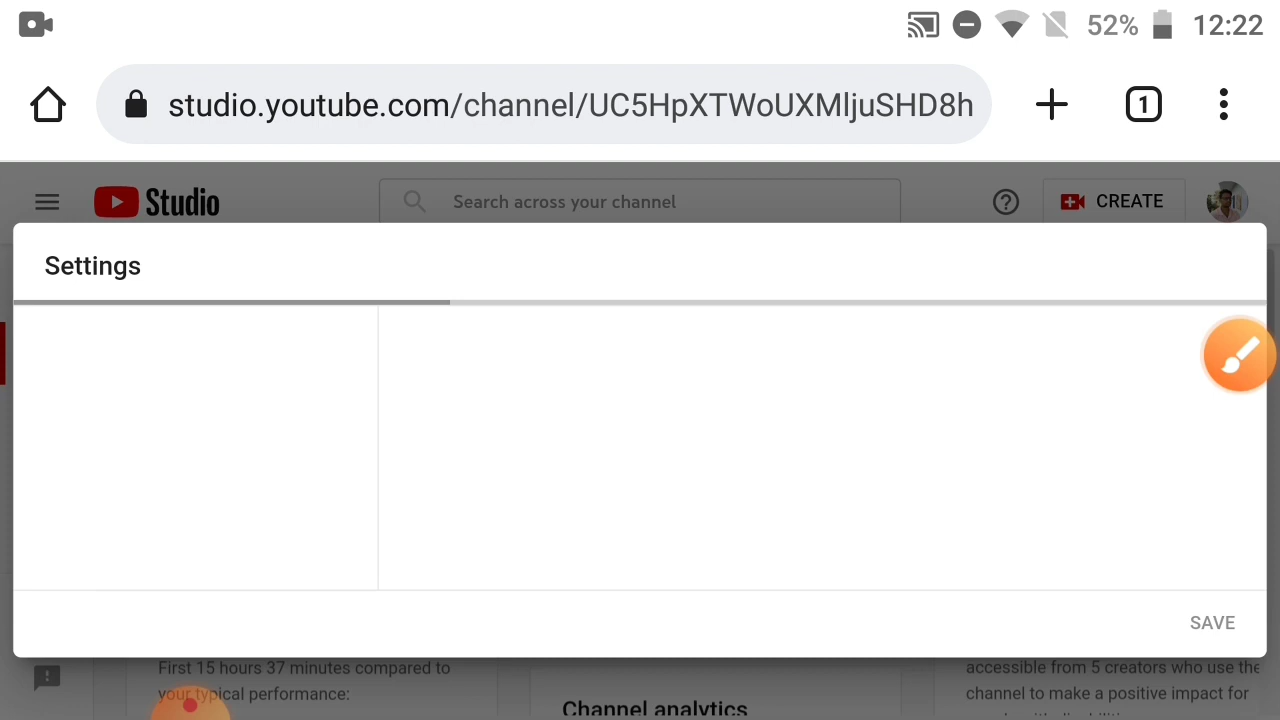 52% 12:22
studio.youtube.com/channel/UC5HpXTWoUXMljuSHD8h
1
Studio
Search across your channel
CREATE
Settings
SAVE
First 15 hours 37 minutes compared to
your typical performance:
Channel analytics
accessible from 5 creators who use the
channel to make a positive impact for